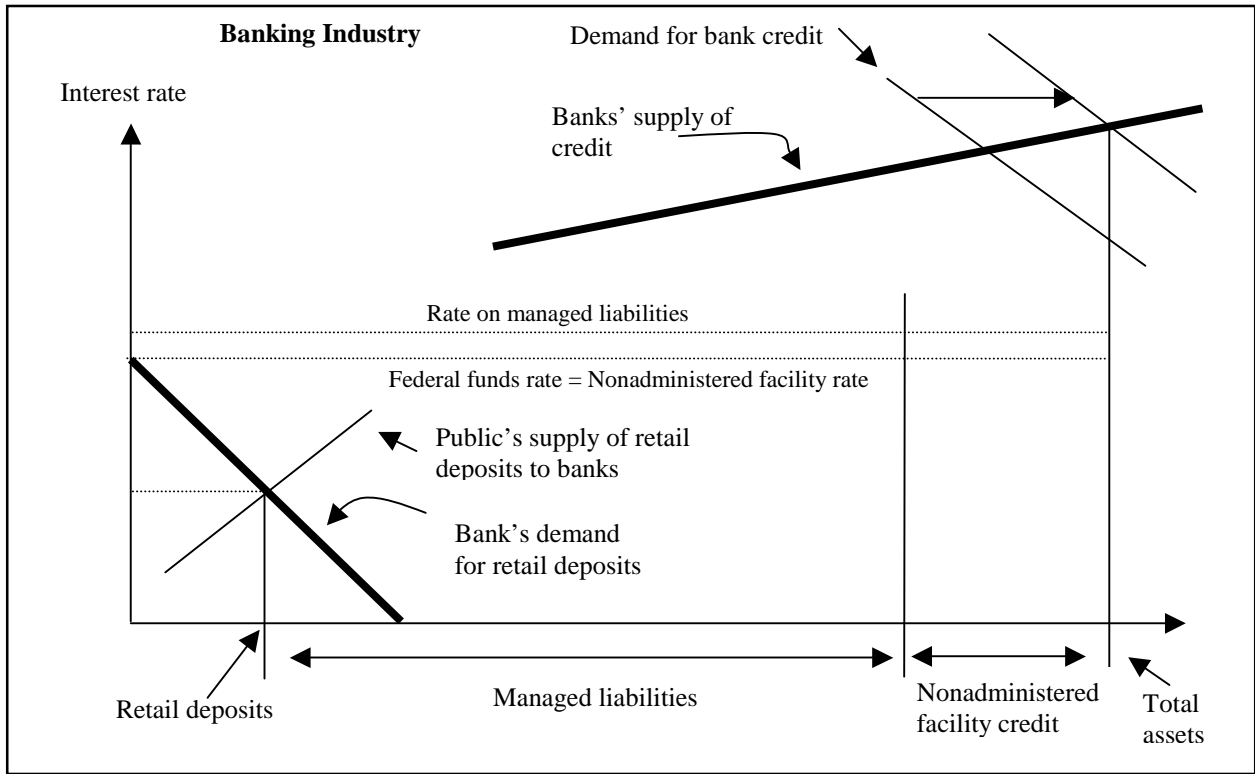 Banking Industry
Demand for bank credit
Interest rate
Banks’ supply of
credit
Rate on managed liabilities
Federal funds rate = Nonadministered facility rate
Public’s supply of retail
deposits to banks
Bank’s demand
for retail deposits
Retail deposits
Managed liabilities
Nonadministered
facility credit
Total
assets